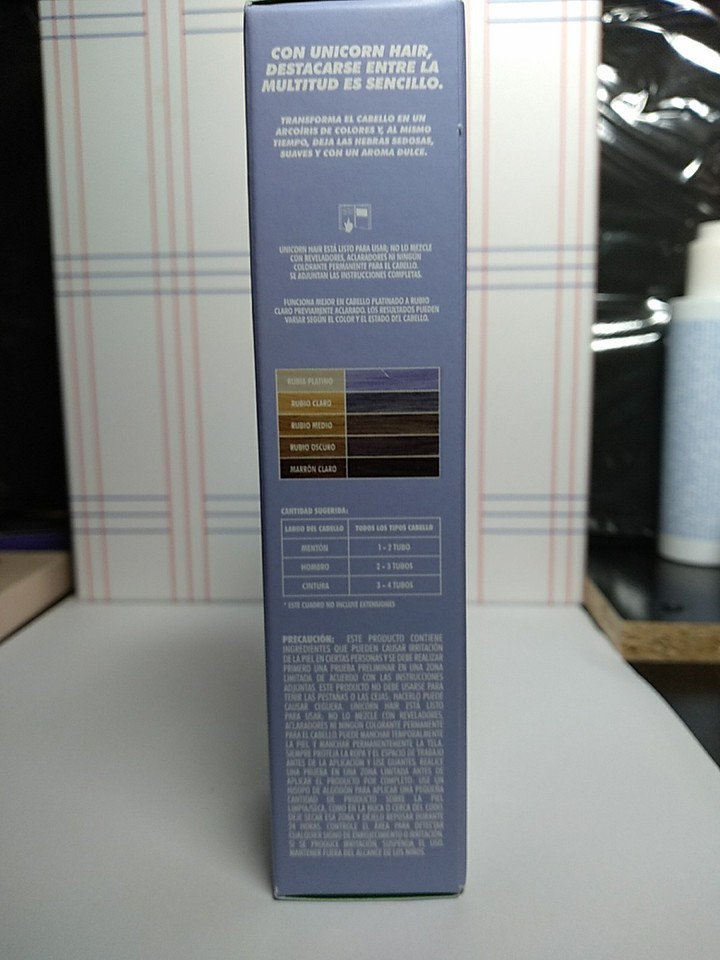 CON UNICORN HAIR,
DESTACARSE ENTRE LA
MULTITUD ES SENCILLO.
TRANSFORMA EL CABELLO EN UN
ARCOÍRIS DE COLORES Y, AL MISMO
TIEMPO, DEJA LAS HEBRAS SEDOSAS,
SUAVES Y CON UN AROMA DULCE.
UNICORN HAIR ESTÁ LISTO PARA USAR; NO LO MEZCLE
CON REVELADORES, ACLARADORES NI NINGÚN
COLORANTE PERMANENTE PARA EL CABELLO.
SE ADJUNTAN LAS INSTRUCCIONES COMPLETAS.
FUNCIONA MEJOR EN CABELLO PLATINADO A RUBIO
CLARO PREVIAMENTE ACLARADO. LOS RESULTADOS PUEDEN
VARIAR SEGÚN EL COLOR Y EL ESTADO DEL CABELLO.
RUBIO PLATINO
RUBIO CLARO
RUBIO MEDIO
RUBIO OSCURO
MARRÓN CLARO
CANTIDAD SUGERIDA:
LARGO DEL CABELLO TODOS LOS TIPOS CABELLO
MENTÓN 1 – 2 TUBO
HOMBRO 2 – 3 TUBOS
CINTURA 3 – 4 TUBOS
* ESTE CUADRO NO INCLUYE EXTENSIONES
PRECAUCIÓN: ESTE PRODUCTO CONTIENE
INGREDIENTES QUE PUEDEN CAUSAR IRRITACIÓN
DE LA PIEL EN CIERTAS PERSONAS Y SE DEBE REALIZAR
PRIMERO UNA PRUEBA PRELIMINAR EN UNA ZONA
LIMITADA DE ACUERDO CON LAS INSTRUCCIONES
ADJUNTAS. ESTE PRODUCTO NO DEBE USARSE PARA
TEÑIR LAS PESTAÑAS O LAS CEJAS; HACERLO PUEDE
CAUSAR CEGUERA. UNICORN HAIR ESTÁ LISTO
PARA USAR; NO LO MEZCLE CON REVELADORES,
ACLARADORES NI NINGÚN COLORANTE PERMANENTE
PARA EL CABELLO. PUEDE MANCHAR TEMPORALMENTE
LA PIEL Y MANCHAR PERMANENTEMENTE LA TELA.
SIEMPRE PROTEJA LA ROPA Y EL ESPACIO DE TRABAJO
ANTES DE LA APLICACIÓN Y USE GUANTES. REALICE
UNA PRUEBA EN UNA ZONA LIMITADA ANTES DE
APLICAR EL PRODUCTO POR COMPLETO: USE UN
HISOPO DE ALGODÓN PARA APLICAR UNA PEQUEÑA
CANTIDAD DE PRODUCTO SOBRE LA PIEL
LIMPIA/SECA, COMO EN LA NUCA O CERCA DEL CODO.
DEJE SECAR ESA ZONA Y DÉJELO REPOSAR DURANTE
24 HORAS. CONTROLE EL ÁREA PARA DETECTAR
CUALQUIER SIGNO DE ENROJECIMIENTO O IRRITACIÓN.
SI SE PRODUCE IRRITACIÓN, SUSPENDA EL USO.
MANTENER FUERA DEL ALCANCE DE LOS NIÑOS.